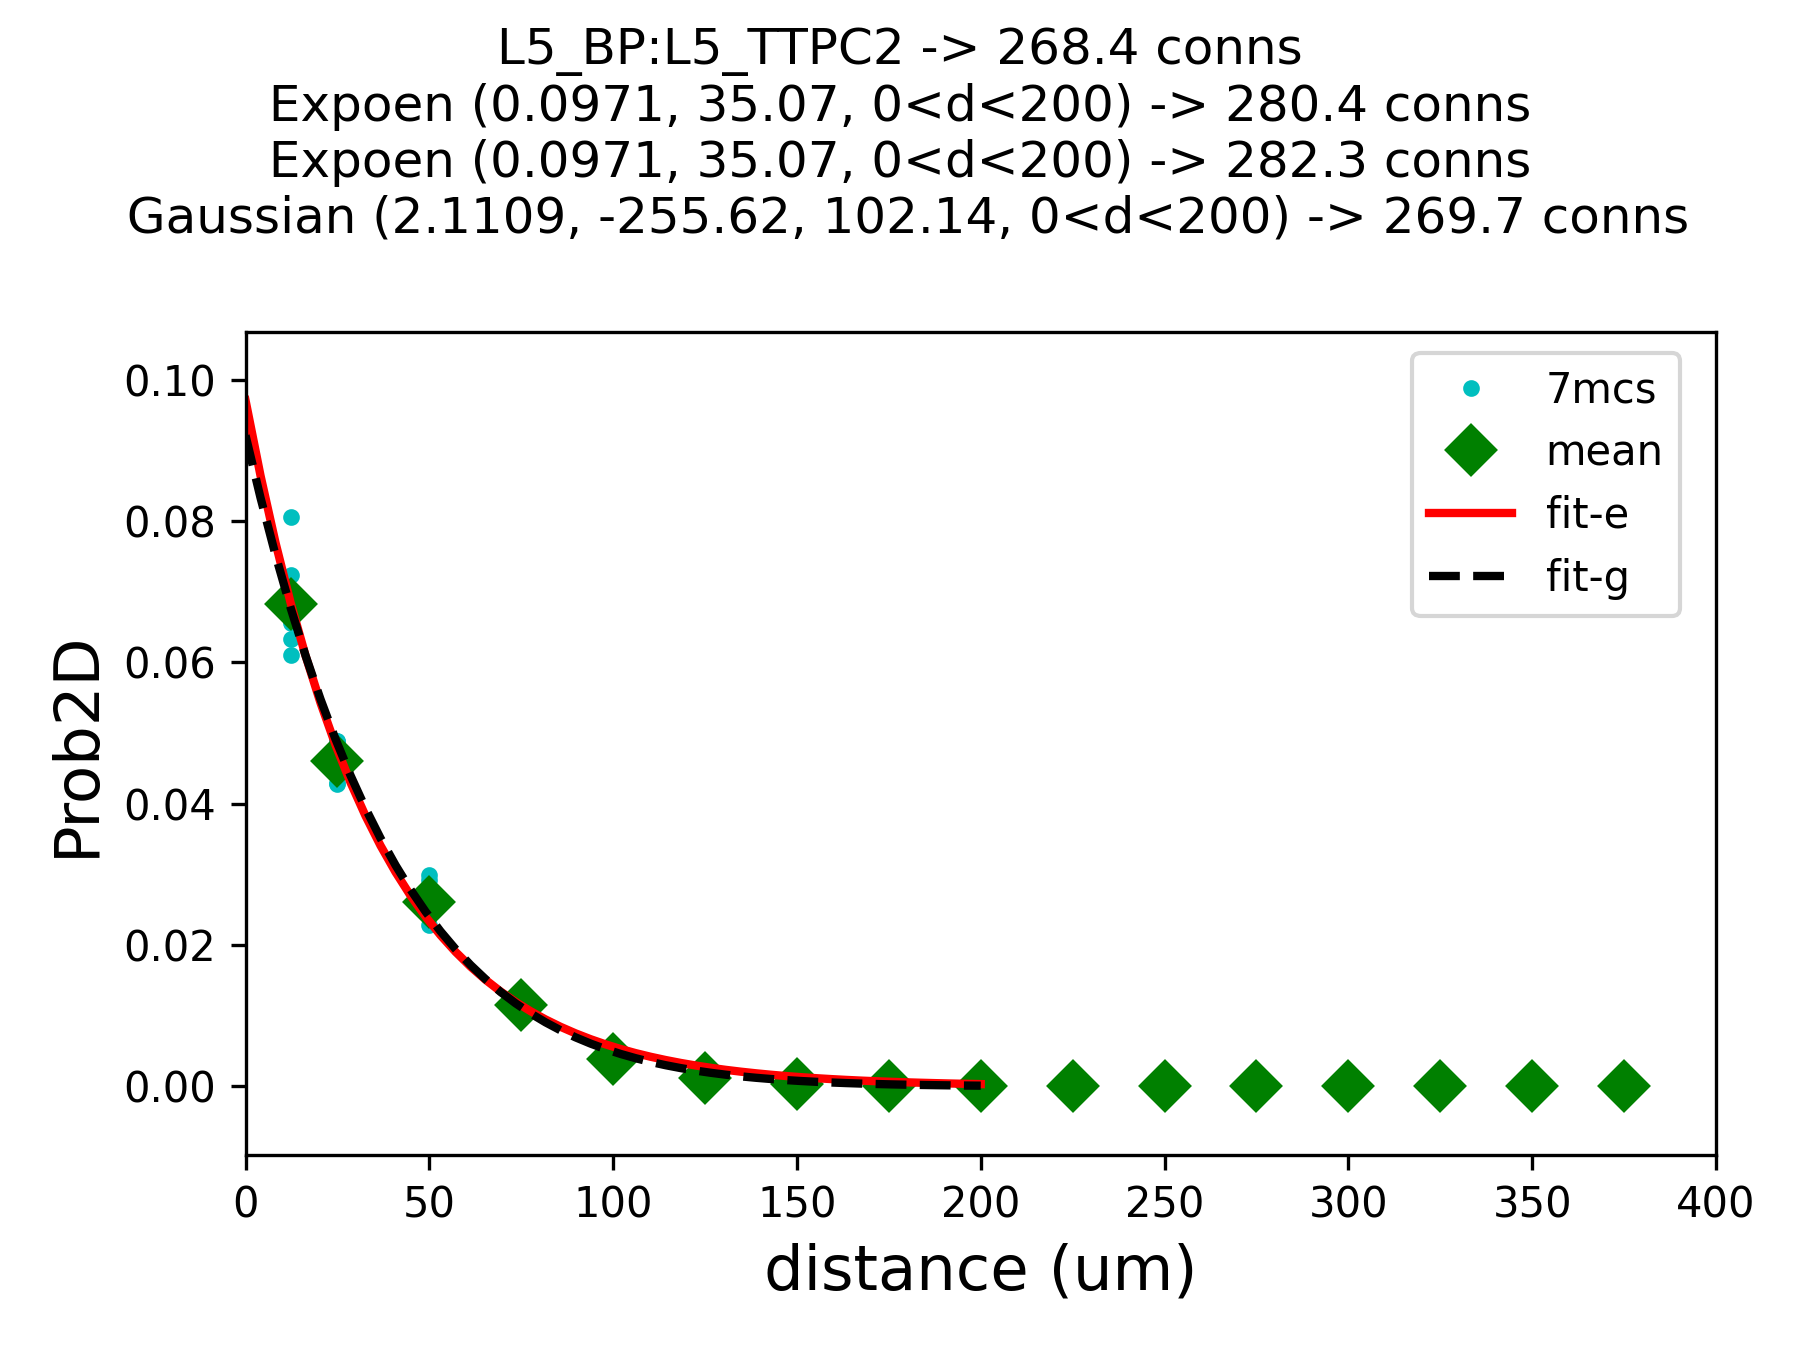 L5_BP:L5_TTPC2 -> 268.4 conns
Expoen (0.0971, 35.07, 0<d<200) -> 280.4 conns
Expoen (0.0971, 35.07, 0<d<200) -> 282.3 conns
Gaussian (2.1109, -255.62, 102.14, 0<d<200) -> 269.7 conns
7mcs
mean
fit-e
fit-g
Prob2D
0.10
0.08
0.06
0.04
0.02
0.00
0 50 100 150 200 250 300 350 400
distance (um)